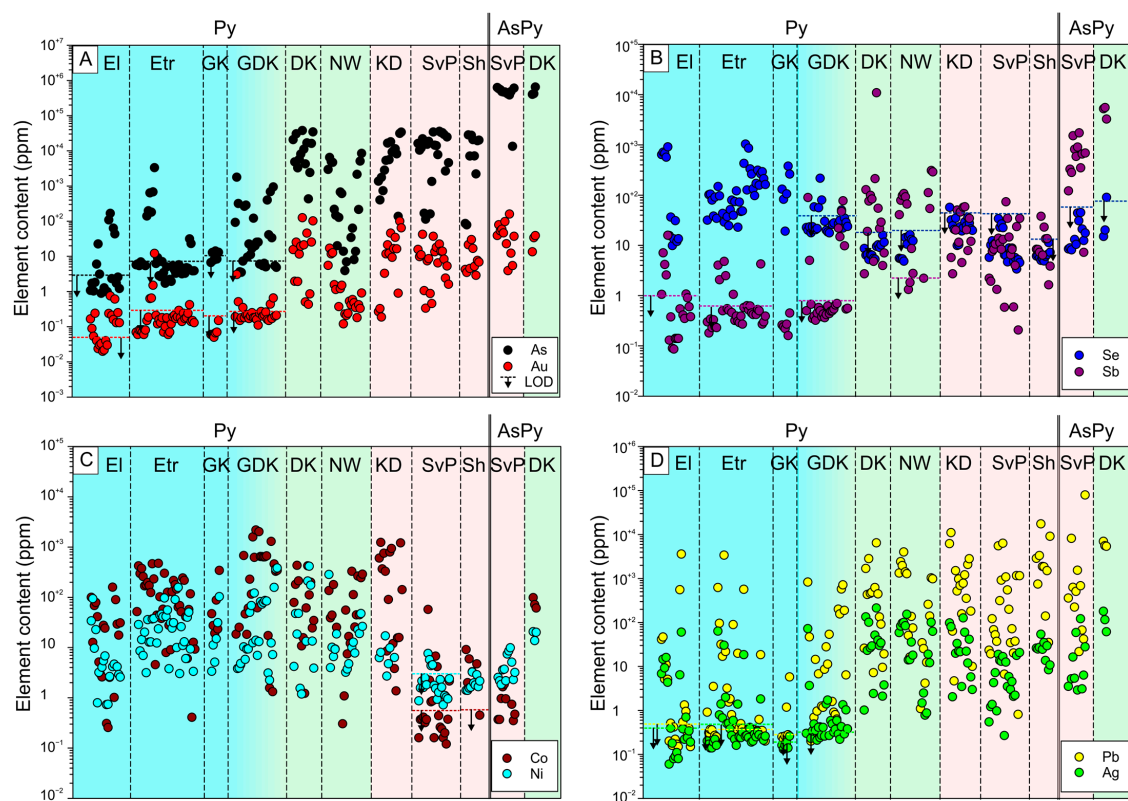 Py AsPy
A El Etr GK GDK DK NW KD SvP Sh SvP DK
Element content (ppm)
10⁺⁷
10⁺⁶
10⁺⁵
10⁺⁴
10⁺³
10⁺²
10
1
10⁻¹
10⁻²
10⁻³
As
Au
LOD
Py AsPy
B El Etr GK GDK DK NW KD SvP Sh SvP DK
Element content (ppm)
10⁺⁵
10⁺⁴
10⁺³
10⁺²
10
1
10⁻¹
10⁻²
Se
Sb
Py AsPy
C El Etr GK GDK DK NW KD SvP Sh SvP DK
Element content (ppm)
10⁺⁵
10⁺⁴
10⁺³
10⁺²
10
1
10⁻¹
10⁻²
Co
Ni
Py AsPy
D El Etr GK GDK DK NW KD SvP Sh SvP DK
Element content (ppm)
10⁺⁶
10⁺⁵
10⁺⁴
10⁺³
10⁺²
10
1
10⁻¹
10⁻²
Pb
Ag